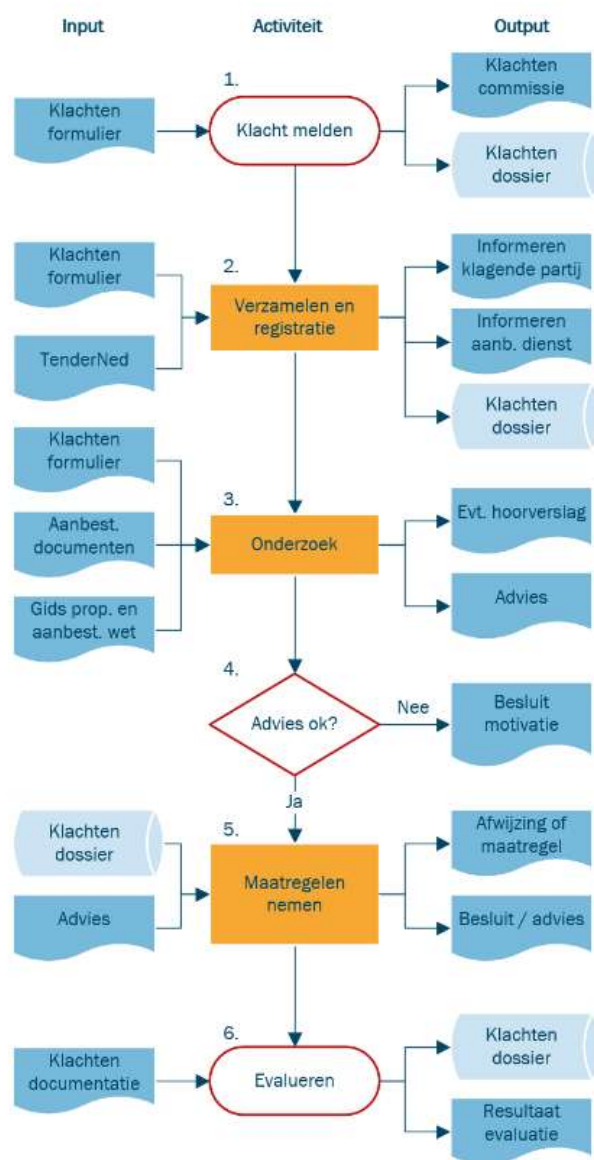 Input
Activiteit
Output
1.
Klachten
formulier
Klacht melden
Klachten
commissie
Klachten
dossier
2.
Klachten
formulier
TenderNed
Verzamelen en
registratie
Informeren
klagende partij
Informeren
aanb. dienst
Klachten
dossier
3.
Klachten
formulier
Aanbest.
documenten
Gids prop. en
aanbest. wet
Onderzoek
Evt. hoorverslag
Advies
4.
Advies ok?
Nee
Besluit
motivatie
Ja
5.
Klachten
dossier
Advies
Maatregelen
nemen
Afwijzing of
maatregel
Besluit / advies
6.
Klachten
documentatie
Evalueren
Klachten
dossier
Resultaat
evaluatie